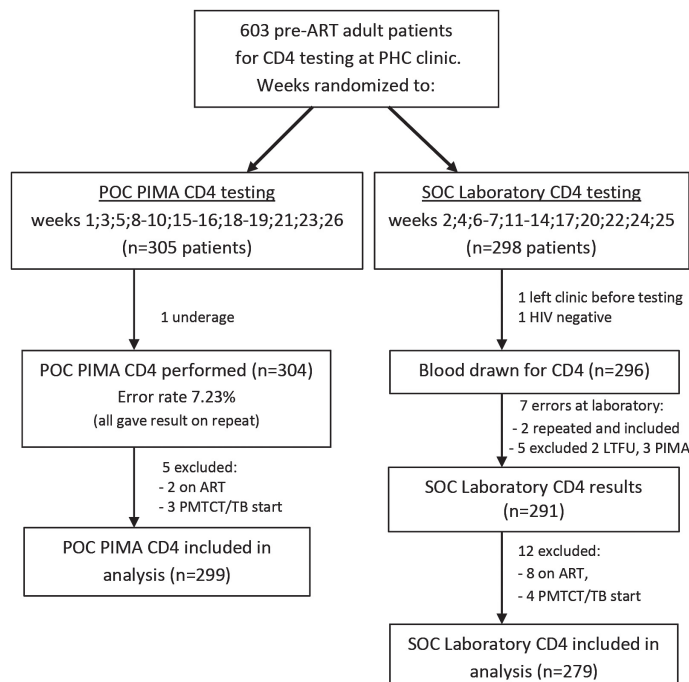 603 pre-ART adult patients
for CD4 testing at PHC clinic.
Weeks randomized to:
POC PIMA CD4 testing
weeks 1;3;5;8-10;15-16;18-19;21;23;26
(n=305 patients)
SOC Laboratory CD4 testing
weeks 2;4;6-7;11-14;17;20;22;24;25
(n=298 patients)
1 underage
1 left clinic before testing
1 HIV negative
POC PIMA CD4 performed (n=304)
Error rate 7.23%
(all gave result on repeat)
Blood drawn for CD4 (n=296)
7 errors at laboratory:
- 2 repeated and included
- 5 excluded 2 LTFU, 3 PIMA
5 excluded:
- 2 on ART
- 3 PMTCT/TB start
SOC Laboratory CD4 results
(n=291)
POC PIMA CD4 included in
analysis (n=299)
12 excluded:
- 8 on ART,
- 4 PMTCT/TB start
SOC Laboratory CD4 included in
analysis (n=279)